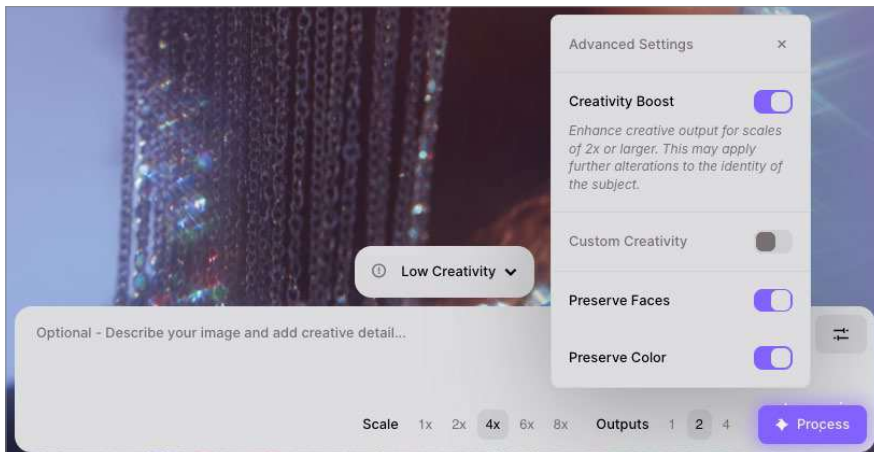 Advanced Settings
Creativity Boost
Enhance creative output for scales
of 2x or larger. This may apply
further alterations to the identity of
the subject.
Custom Creativity
Low Creativity
Preserve Faces
Optional - Describe your image and add creative detail...
Preserve Color
Scale 1x 2x 4x 6x 8x Outputs 1 2 4 Process